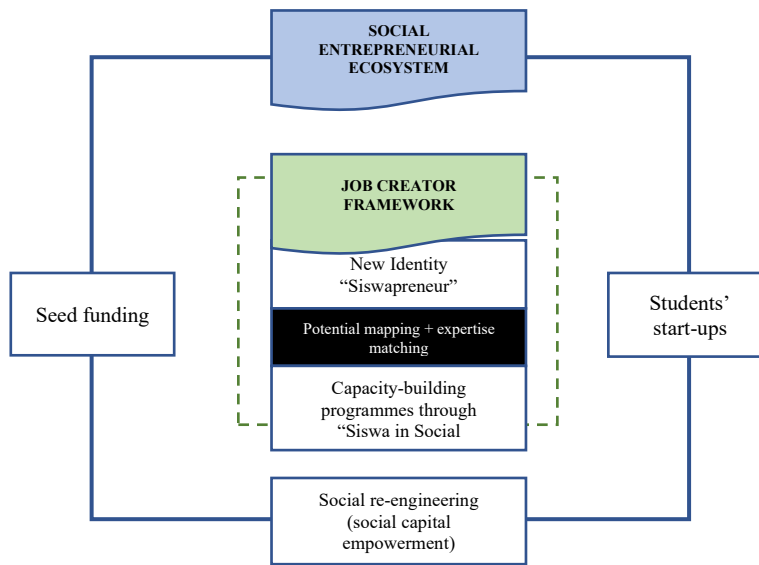 SOCIAL
ENTREPRENEURIAL
ECOSYSTEM
JOB CREATOR
FRAMEWORK
New Identity
“Siswapreneur”
Seed funding
Students’
start-ups
Potential mapping + expertise
matching
Capacity-building
programmes through
“Siswa in Social
Social re-engineering
(social capital
empowerment)